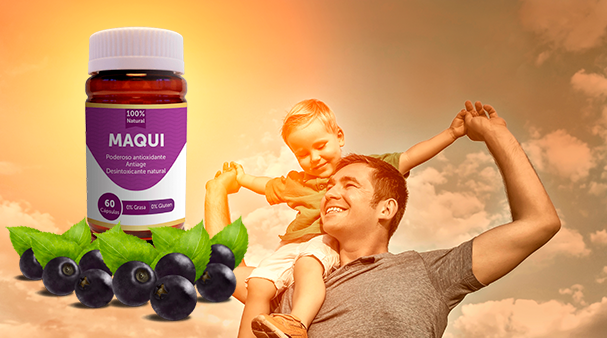 100%
Natural
MAQUI
Poderoso antioxidante
Antiage
Desintoxicante natural
60
Cápsulas
0% Grasa
0% Gluten